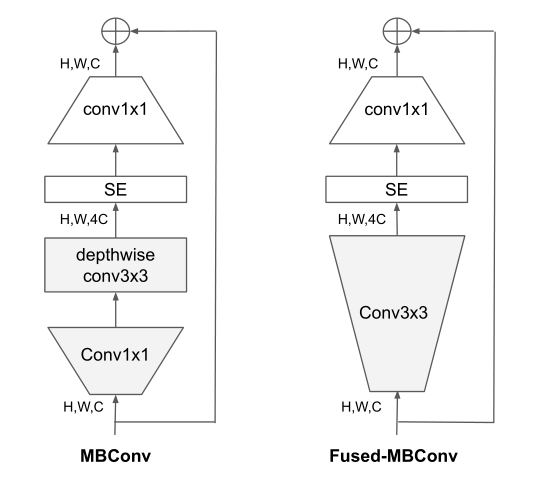 H,W,C
conv1x1
SE
H,W,4C
depthwise
conv3x3
Conv1x1
H,W,C
MBConv
H,W,C
conv1x1
SE
H,W,4C
Conv3x3
H,W,C
Fused-MBConv